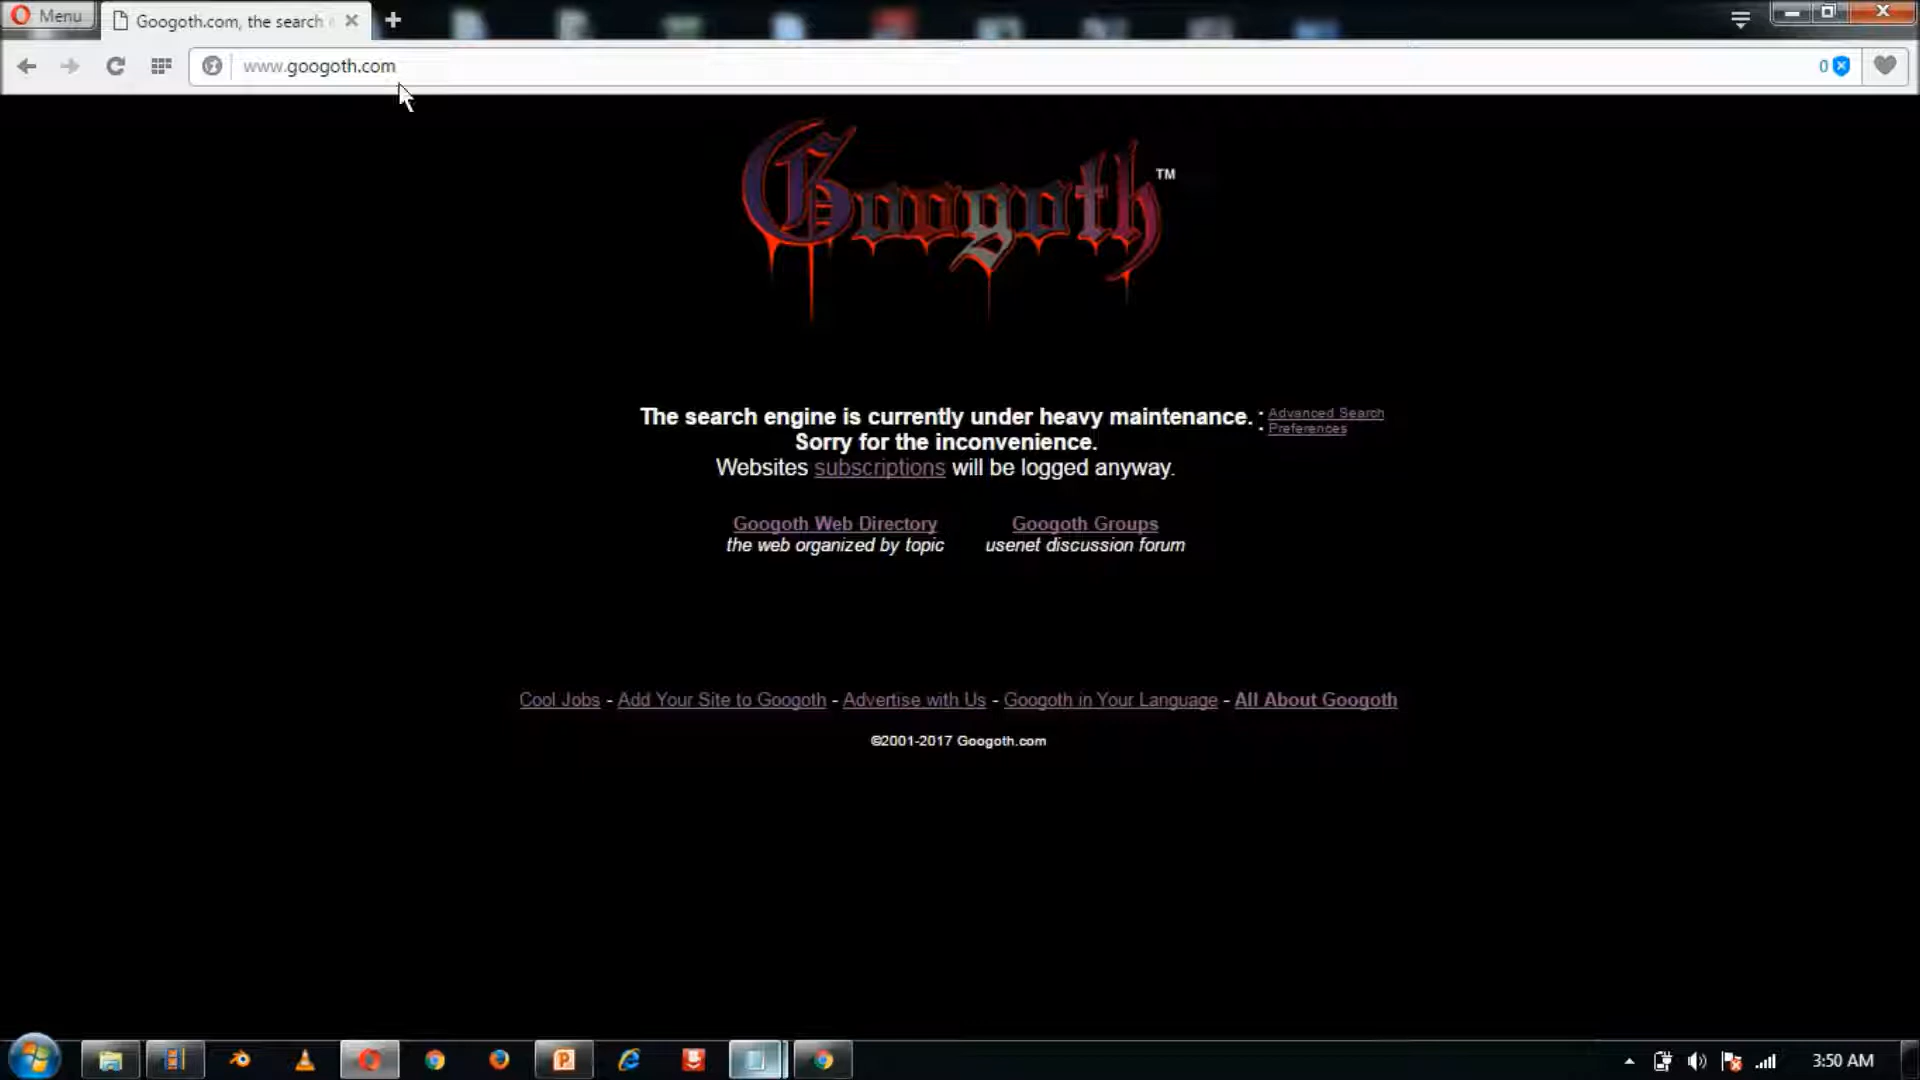 Menu
Googoth.com, the search
www.googoth.com
0
Googoth™
The search engine is currently under heavy maintenance.
Sorry for the inconvenience.
Websites subscriptions will be logged anyway.
· Advanced Search
· Preferences
Googoth Web Directory
the web organized by topic
Googoth Groups
usenet discussion forum
Cool Jobs - Add Your Site to Googoth - Advertise with Us - Googoth in Your Language - All About Googoth
©2001-2017 Googoth.com
3:50 AM